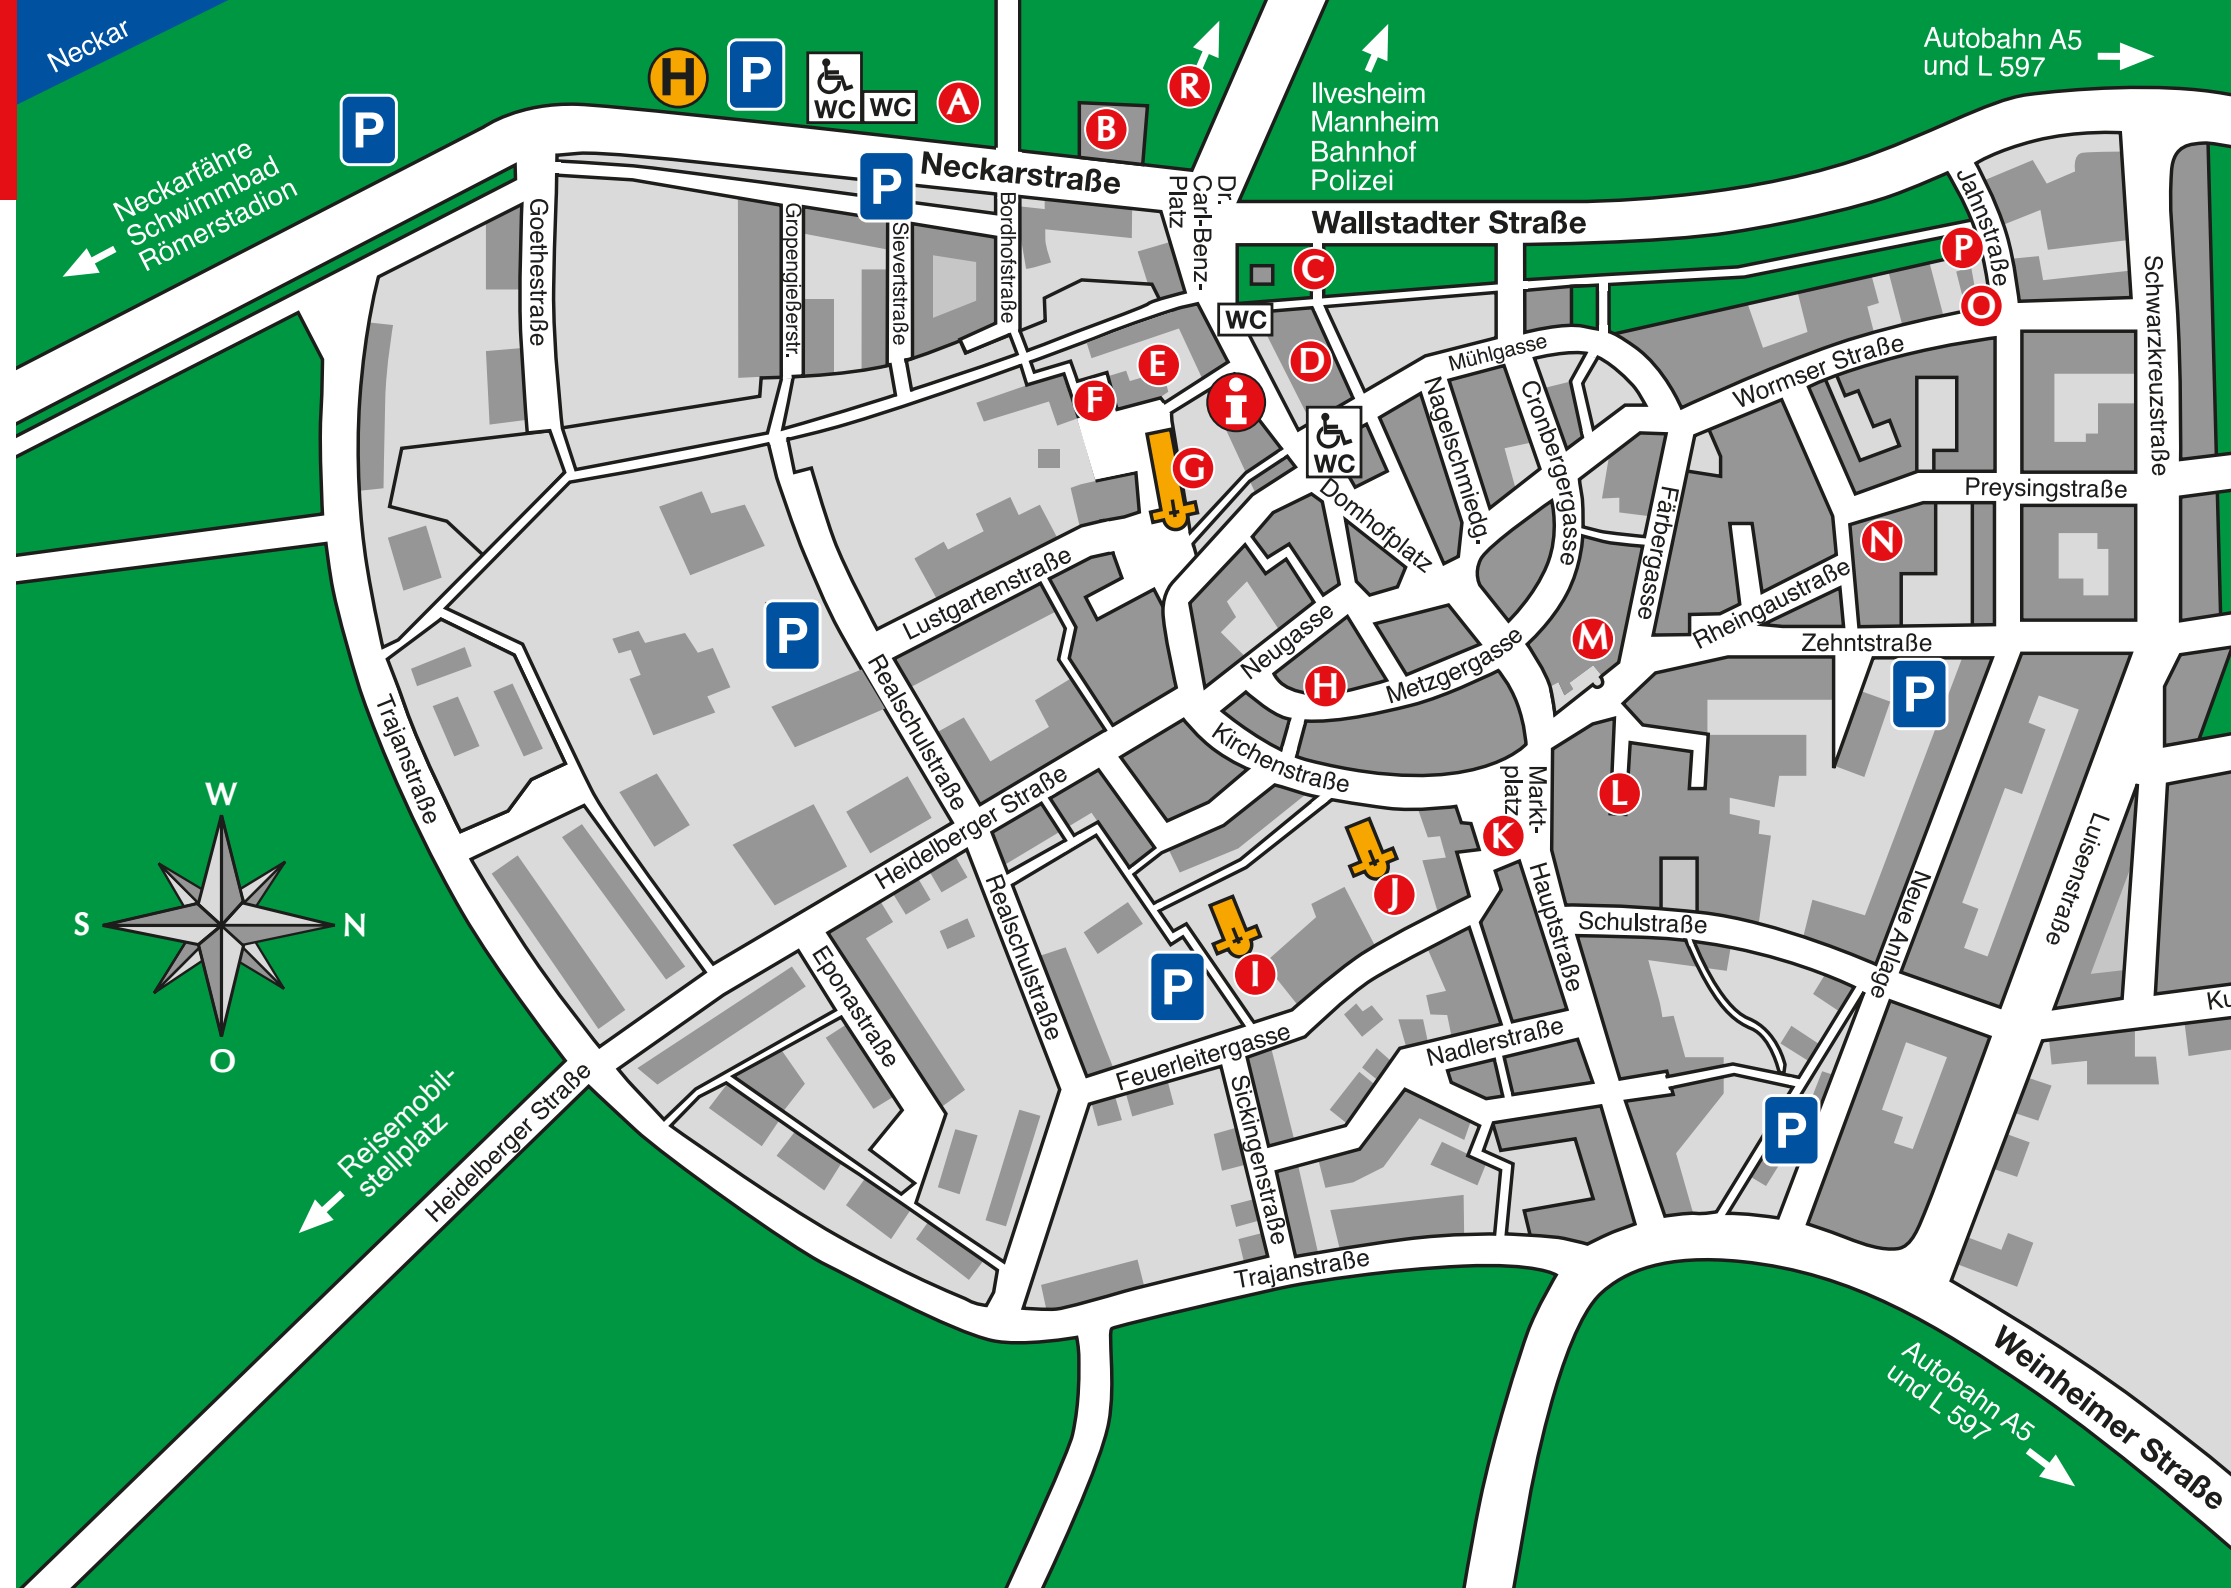 Neckar
Autobahn A5
und L 597
Ilvesheim
Mannheim
Bahnhof
Polizei
Neckarfähre
Schwimmbad
Römerstadion
H
P
P
WC
WC
A
B
R
P
Neckarstraße
Dr.
Carl-Benz-
Platz
Wallstadter Straße
Jahnstraße
P
O
C
WC
D
E
F
i
G
WC
Goethestraße
Gropengießerstr.
Sievertstraße
Bordhofstraße
Mühlgasse
Nagelschmiedg.
Cronbergergasse
Wormser Straße
Schwarzkreuzstraße
Preysingstraße
Färbergasse
Domhofplatz
N
Rheingaustraße
Zehntstraße
M
P
P
Lustgartenstraße
Neugasse
H
Metzgergasse
Realschulstraße
Trajanstraße
Kirchenstraße
Markt-
platz
L
K
Heidelberger Straße
J
I
P
Hauptstraße
Schulstraße
Neue Anlage
Luisenstraße
Ku
W
S
N
O
Realschulstraße
Eponastraße
Feuerleitergasse
Nadlerstraße
Sickingenstraße
P
Reisemobil-
stellplatz
Heidelberger Straße
Trajanstraße
Autobahn A5
und L 597
Weinheimer Straße